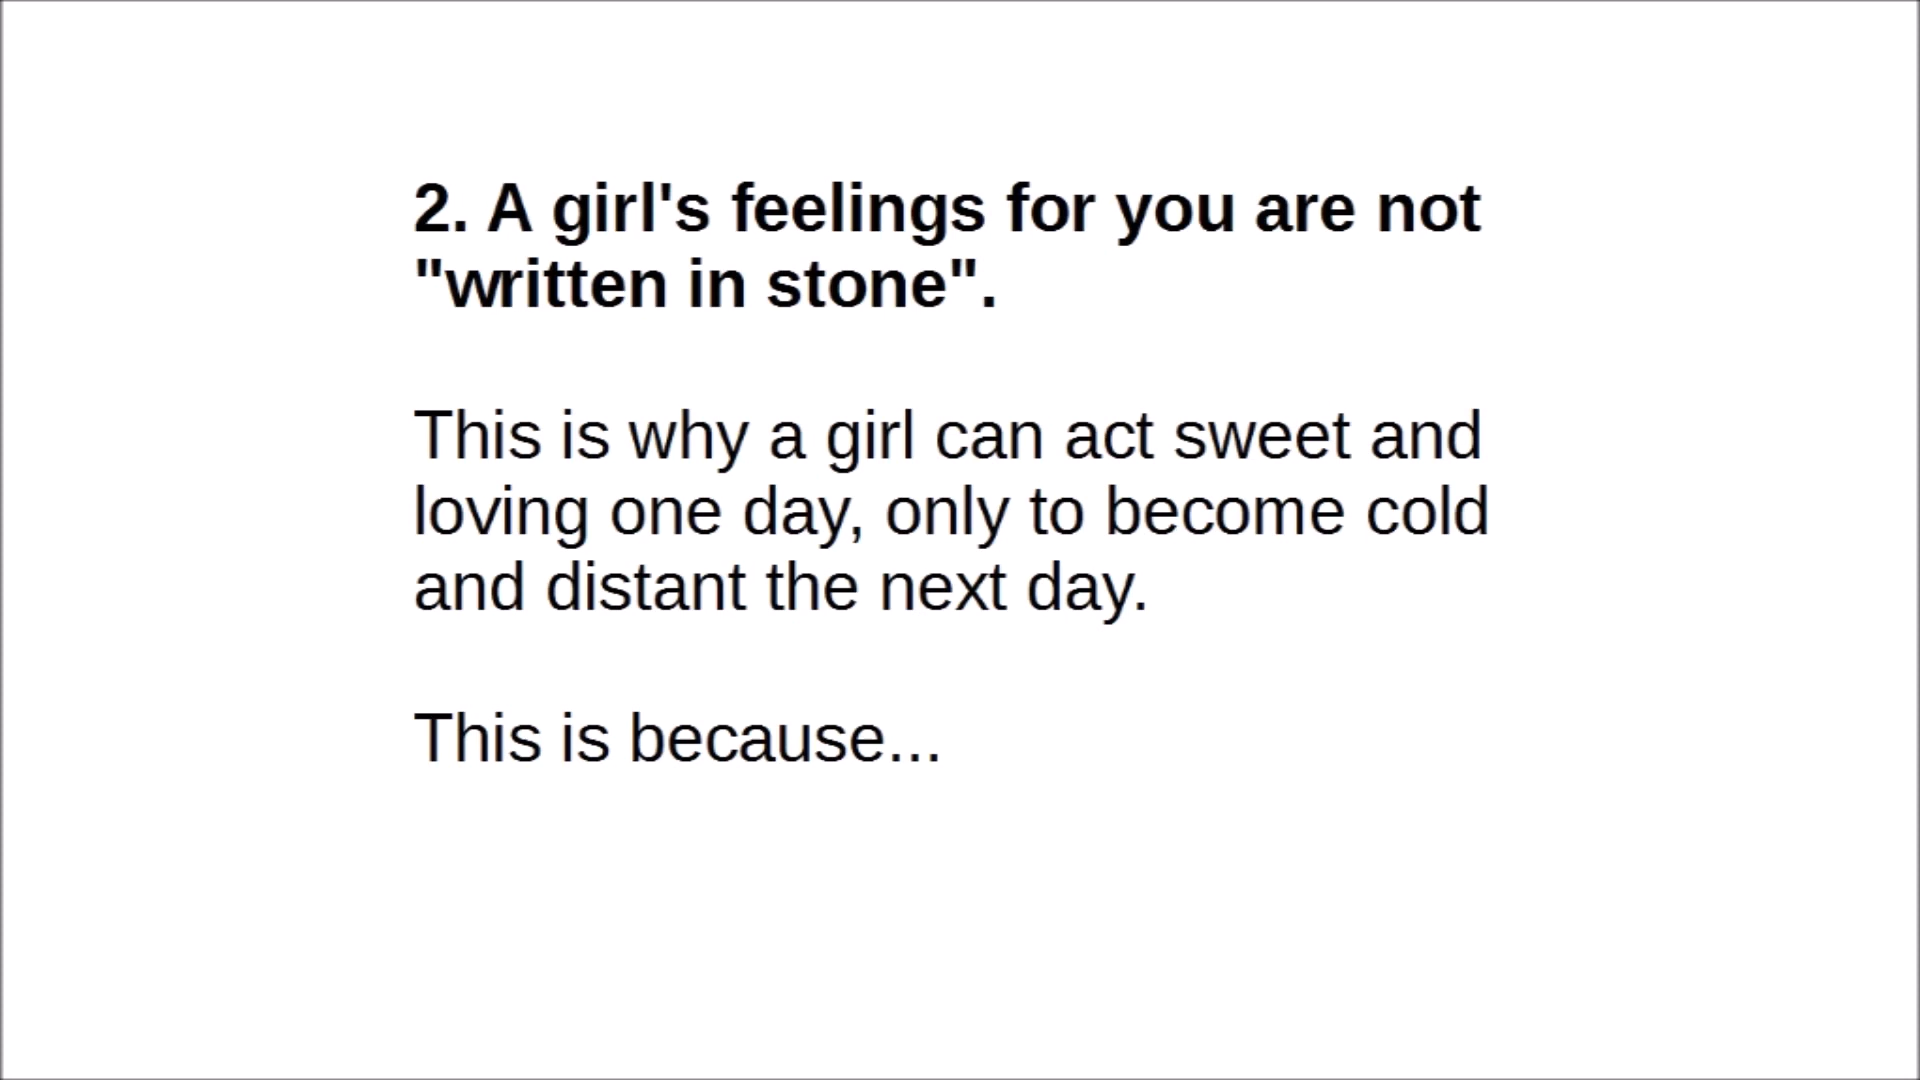 2. A girl's feelings for you are not
"written in stone".
This is why a girl can act sweet and
loving one day, only to become cold
and distant the next day.
This is because...